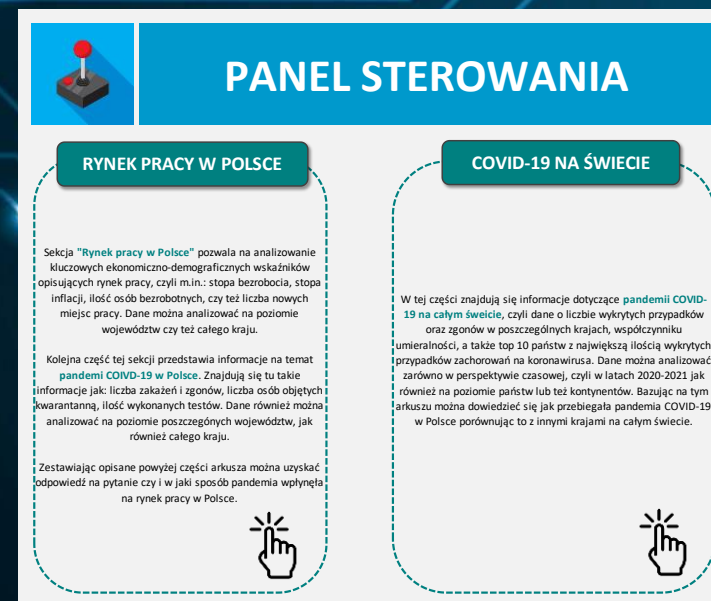 PANEL STEROWANIA
RYNEK PRACY W POLSCE
Sekcja "Rynek pracy w Polsce" pozwala na analizowanie
kluczowych ekonomiczno-demograficznych wskaźników
opisujących rynek pracy, czyli m.in.: stopa bezrobocia, stopa
inflacji, ilość osób bezrobotnych, czy też liczba nowych
miejsc pracy. Dane można analizować na poziomie
województw czy też całego kraju.
Kolejna część tej sekcji przedstawia informacje na temat
pandemi COIVD-19 w Polsce. Znajdują się tu takie
informacje jak: liczba zakażeń i zgonów, liczba osób objętych
kwarantanną, ilość wykonanych testów. Dane również można
analizować na poziomie poszczegónych województw, jak
również całego kraju.
Zestawiając opisane powyżej części arkusza można uzyskać
odpowiedź na pytanie czy i w jaki sposób pandemia wpłynęła
na rynek pracy w Polsce.
COVID-19 NA ŚWIECIE
W tej części znajdują się informacje dotyczące pandemii COVID-
19 na całym śweicie, czyli dane o liczbie wykrytych przypadków
oraz zgonów w poszczególnych krajach, współczynniku
umieralności, a także top 10 państw z największą ilością wykrytych
przypadków zachorowań na koronawirusa. Dane można analizować
zarówno w perspektywie czasowej, czyli w latach 2020-2021 jak
również na poziomie państw lub też kontynentów. Bazując na tym
arkuszu można dowiedzieć się jak przebiegała pandemia COVID-19
w Polsce porównując to z innymi krajami na całym świecie.